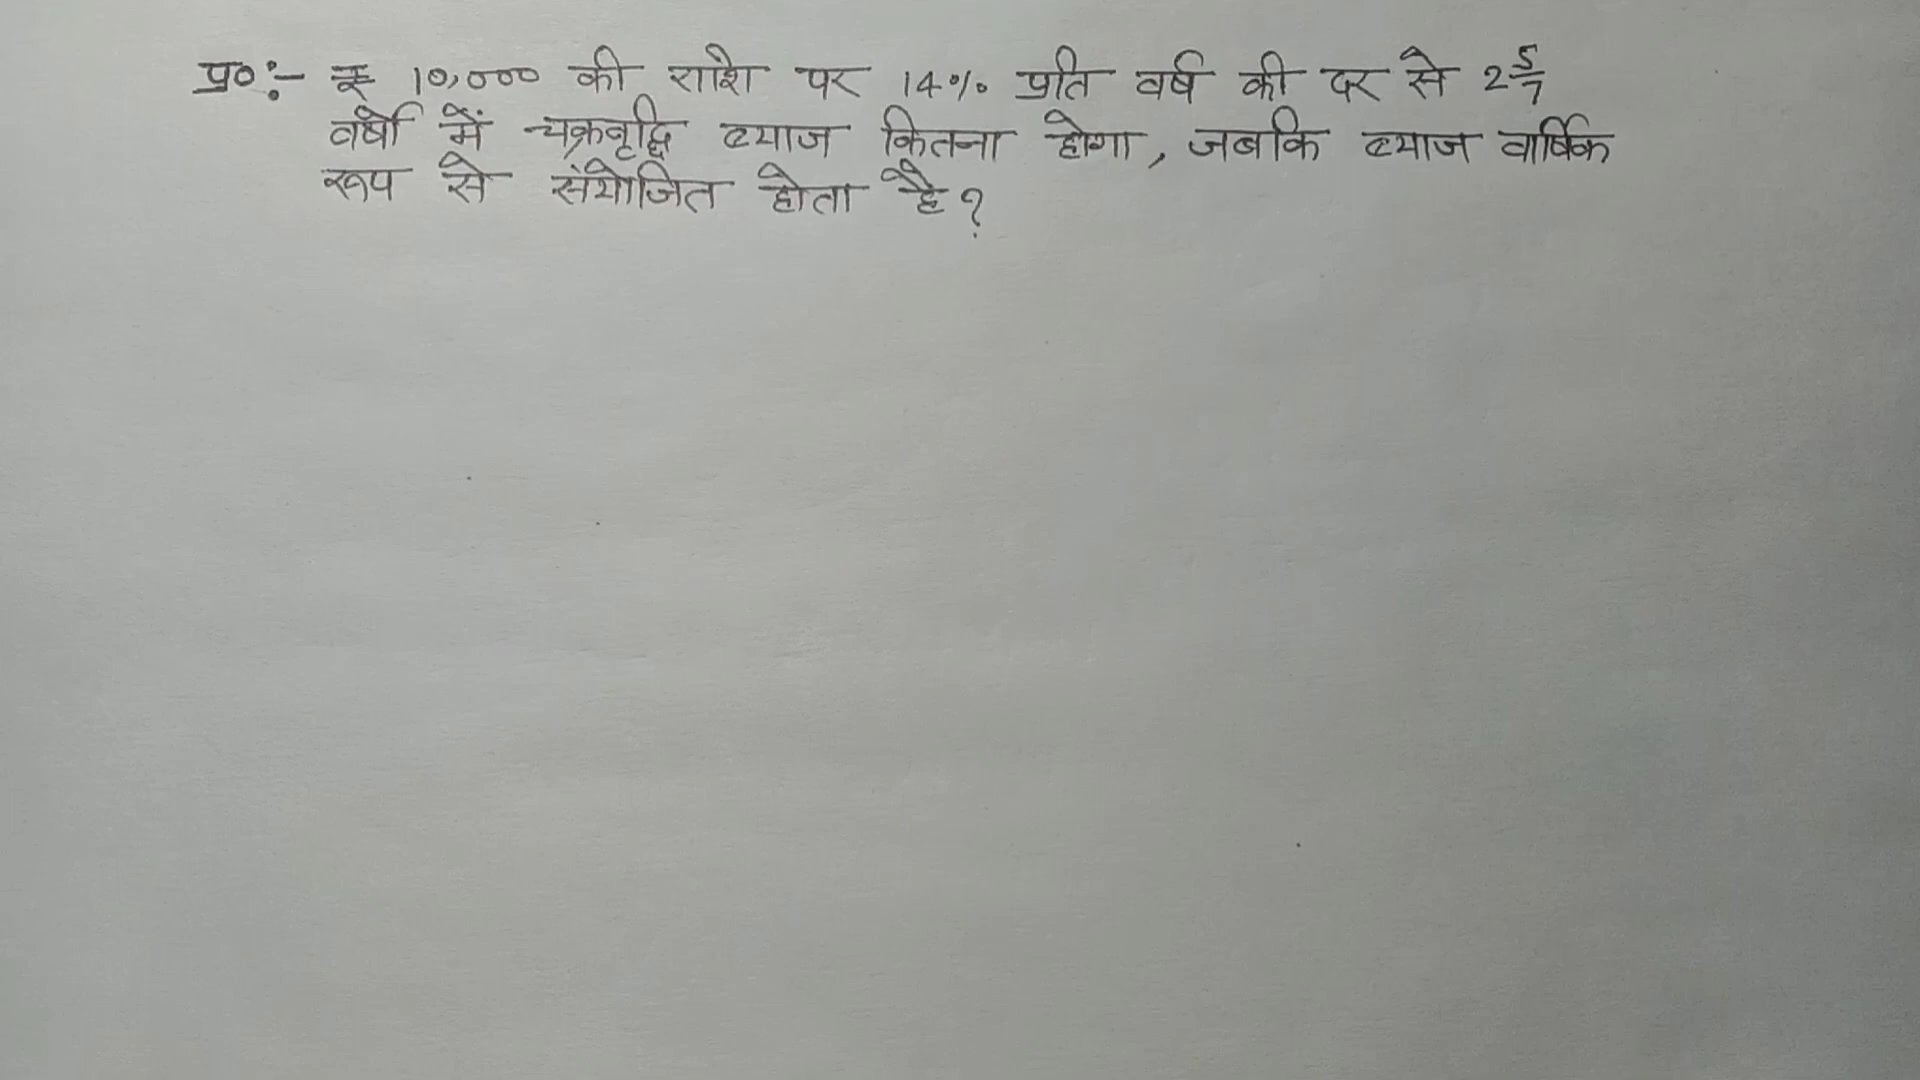 प्र०:- ₹ 10,000 की राशि पर 14% प्रति वर्ष की दर से 2 5/7
वर्षो में चक्रवृद्धि ब्याज कितना होगा, जबकि ब्याज वार्षिक
रूप से संयोजित होता है?